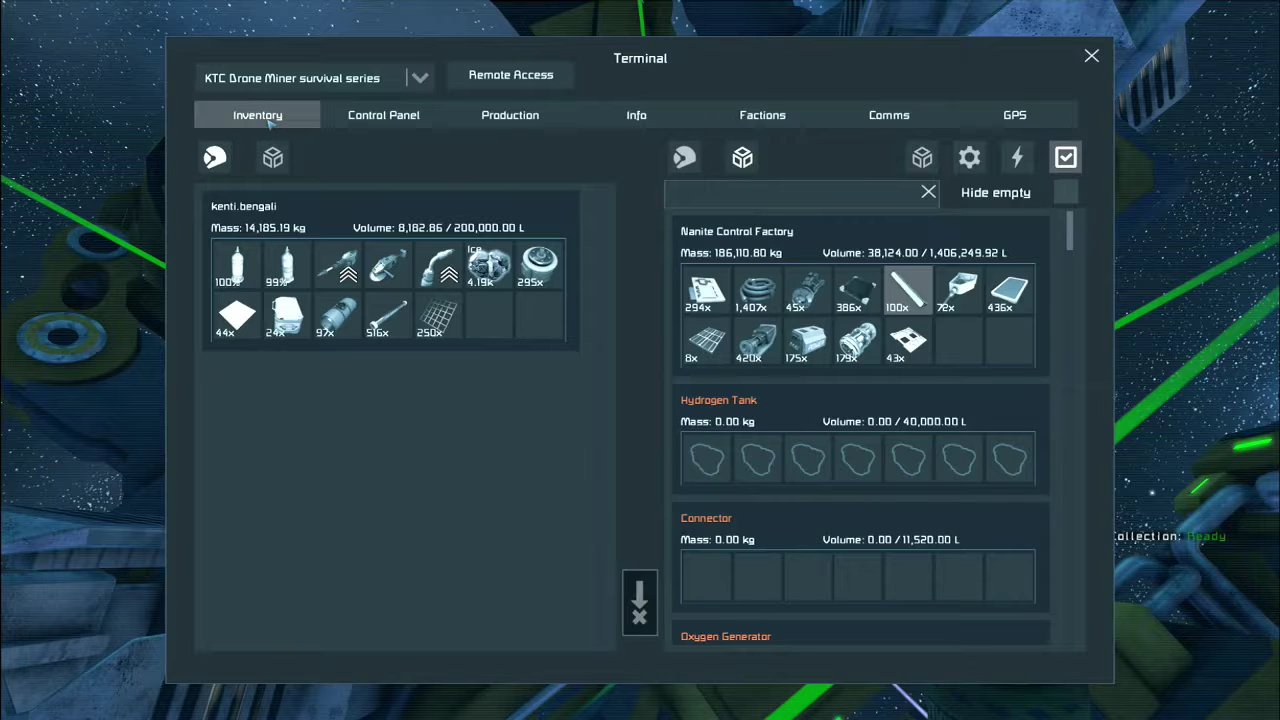 Terminal
KTC Drone Miner survival series
Remote Access
Inventory
Control Panel
Production
Info
Factions
Comms
GPS
Hide empty
kenti.bengali
Mass: 14,185.19 kg Volume: 8,182.86 / 200,000.00 L
Ice
100% 99% 4.19k 295x
44x 24x 97x 516x 250x
Nanite Control Factory
Mass: 186,110.80 kg Volume: 38,124.00 / 1,406,249.92 L
294x 1,407x 45x 386x 100x 72x 436x
8x 420x 175x 179x 43x
Hydrogen Tank
Mass: 0.00 kg Volume: 0.00 / 40,000.00 L
Connector
Mass: 0.00 kg Volume: 0.00 / 11,520.00 L
Oxygen Generator
Collection: Ready